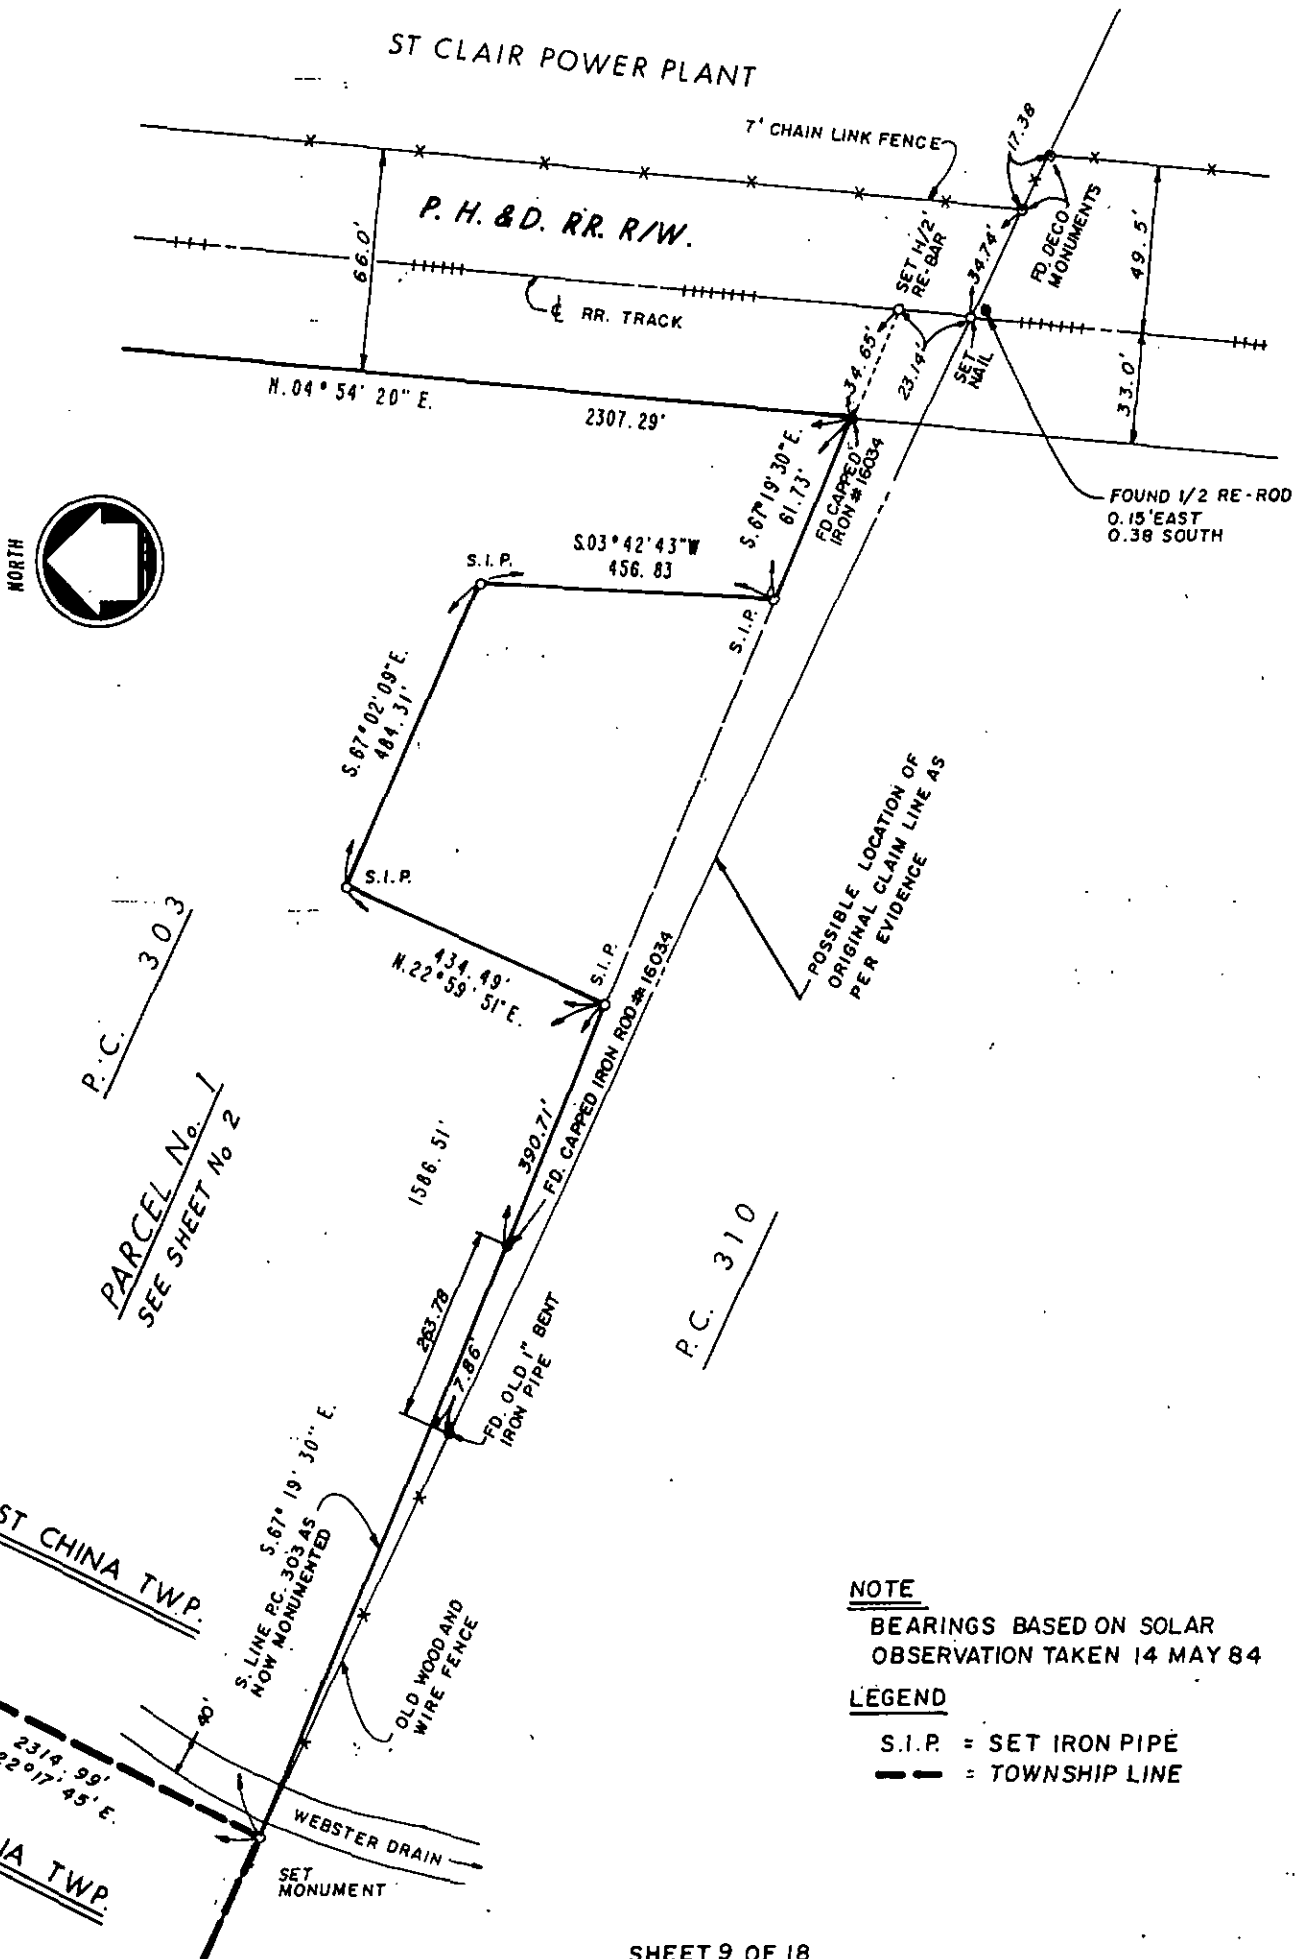 ST CLAIR POWER PLANT
7' CHAIN LINK FENCE
17.38
P. H. & D. RR. R/W.
66.0'
SET 1-1/2'
RE-BAR
34.74'
FD. DECO
MONUMENTS
49.5'
℄ RR. TRACK
34.65'
23.14'
SET
NAIL
33.0'
N.04° 54' 20" E.
2307.29'
S.67°19'30"E.
61.73'
FD CAPPED
IRON #16034
FOUND 1/2 RE-ROD
0.15'EAST
0.38 SOUTH
NORTH
S.I.P.
S.03°42'43"W
456.83
S.I.P.
S.67°02'09"E.
484.31'
S.I.P.
POSSIBLE LOCATION OF
ORIGINAL CLAIM LINE AS
PER EVIDENCE
P.C. 303
434.49'
N.22°59'51"E.
S.I.P.
FD. CAPPED IRON ROD #16034
390.71'
1586.51'
PARCEL No. 1
SEE SHEET No 2
P.C. 310
263.78
7.86'
FD. OLD 1" BENT
IRON PIPE
S.67° 19' 30" E.
S. LINE P.C. 303 AS
NOW MONUMENTED
ST CHINA TWP.
OLD WOOD AND
WIRE FENCE
40'
2314.99'
22°17'45' E.
WEBSTER DRAIN
SET
MONUMENT
NA TWP.
NOTE
BEARINGS BASED ON SOLAR
OBSERVATION TAKEN 14 MAY 84
LEGEND
S.I.P. = SET IRON PIPE
= TOWNSHIP LINE
SHEET 9 OF 18